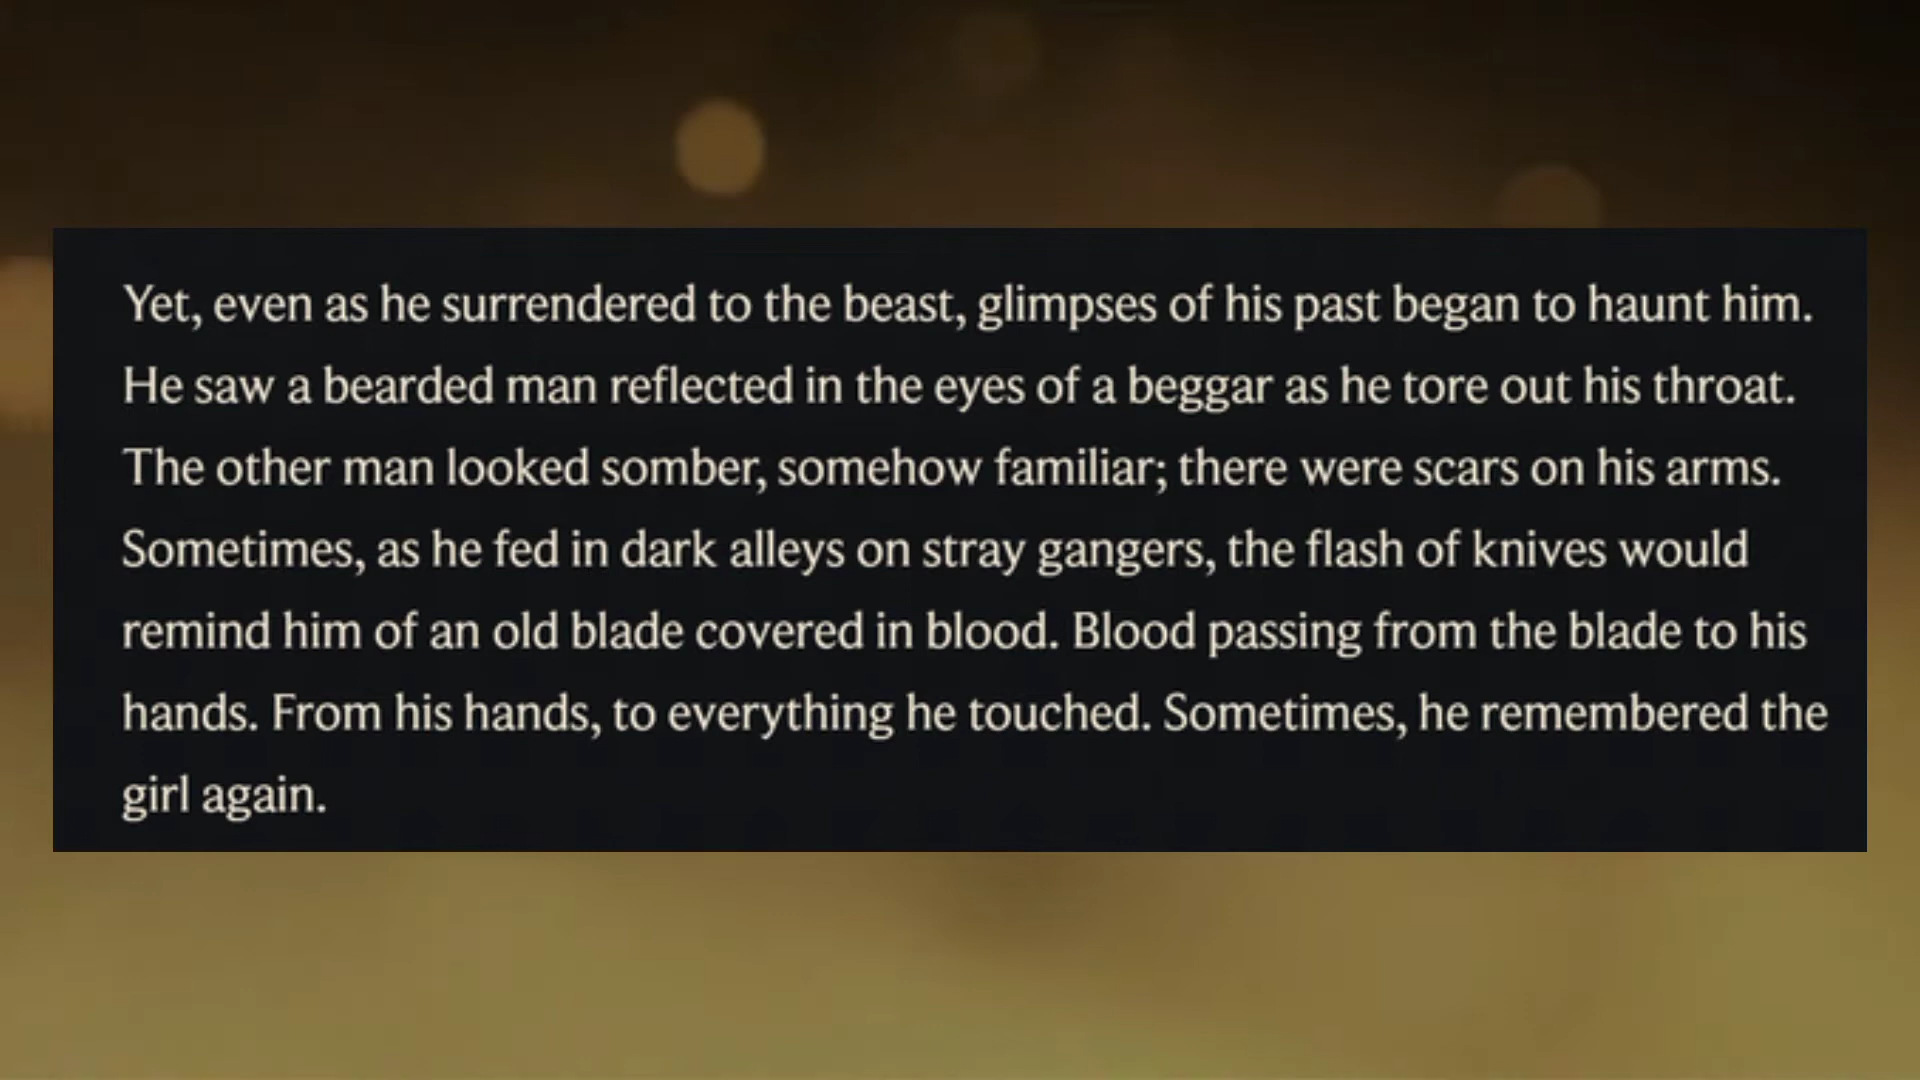 Yet, even as he surrendered to the beast, glimpses of his past began to haunt him.
He saw a bearded man reflected in the eyes of a beggar as he tore out his throat.
The other man looked somber, somehow familiar; there were scars on his arms.
Sometimes, as he fed in dark alleys on stray gangers, the flash of knives would
remind him of an old blade covered in blood. Blood passing from the blade to his
hands. From his hands, to everything he touched. Sometimes, he remembered the
girl again.